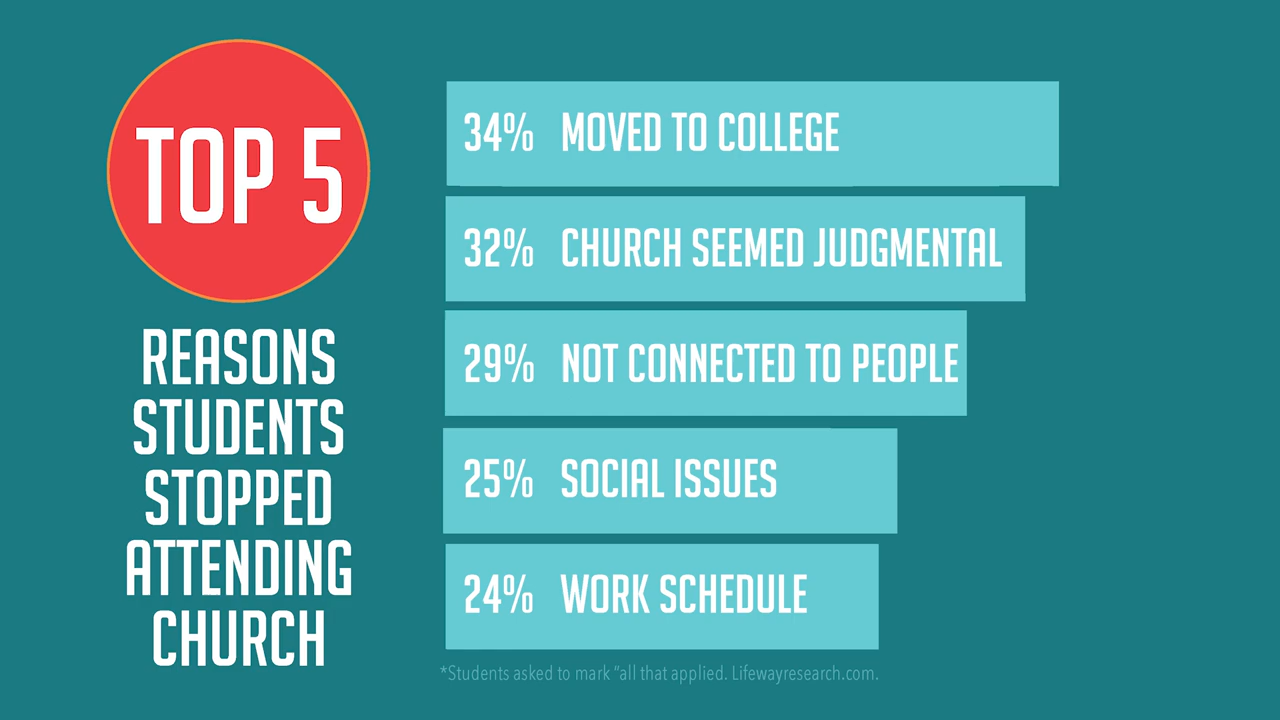 TOP 5
REASONS
STUDENTS
STOPPED
ATTENDING
CHURCH
34% MOVED TO COLLEGE
32% CHURCH SEEMED JUDGMENTAL
29% NOT CONNECTED TO PEOPLE
25% SOCIAL ISSUES
24% WORK SCHEDULE
*Students asked to mark "all that applied. Lifewayresearch.com.